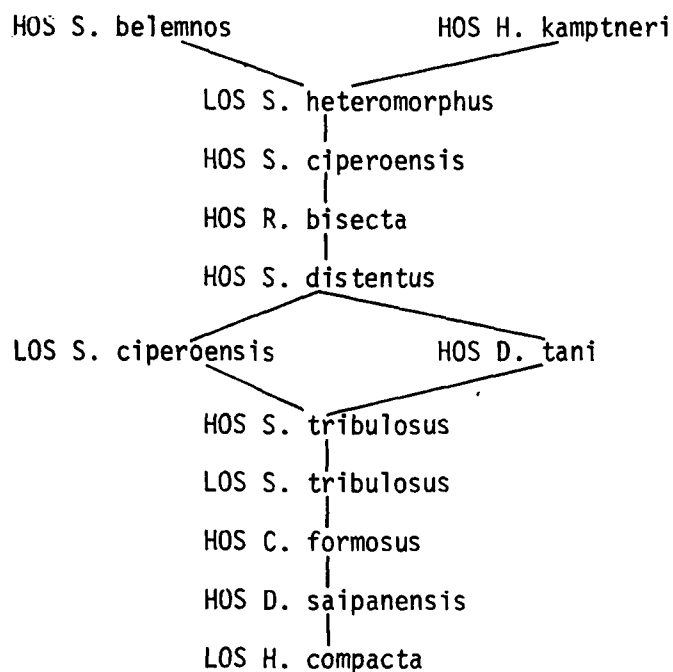 HOS S. belemnos HOS H. kamptneri
LOS S. heteromorphus
HOS S. ciperoensis
HOS R. bisecta
HOS S. distentus
LOS S. ciperoensis HOS D. tani
HOS S. tribulosus
LOS S. tribulosus
HOS C. formosus
HOS D. saipanensis
LOS H. compacta